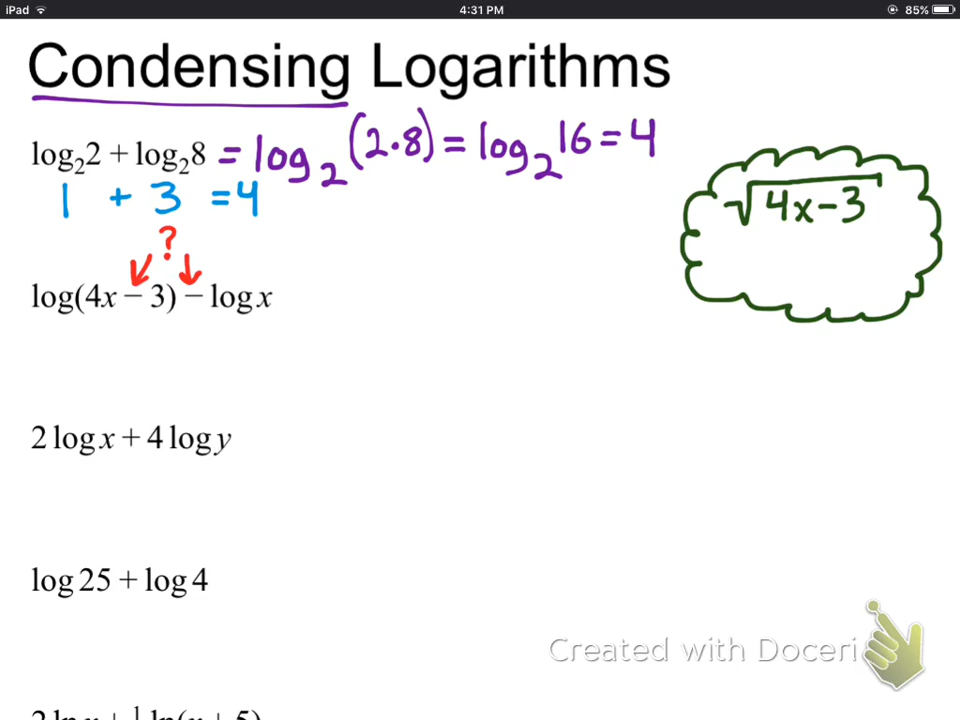 iPad 4:31 PM 85%
Condensing Logarithms
log₂2 + log₂8 = log₂(2·8) = log₂16 = 4
1 + 3 = 4
√(4x-3)
?
log(4x − 3) − log x
2 log x + 4 log y
log 25 + log 4
Created with Doceri